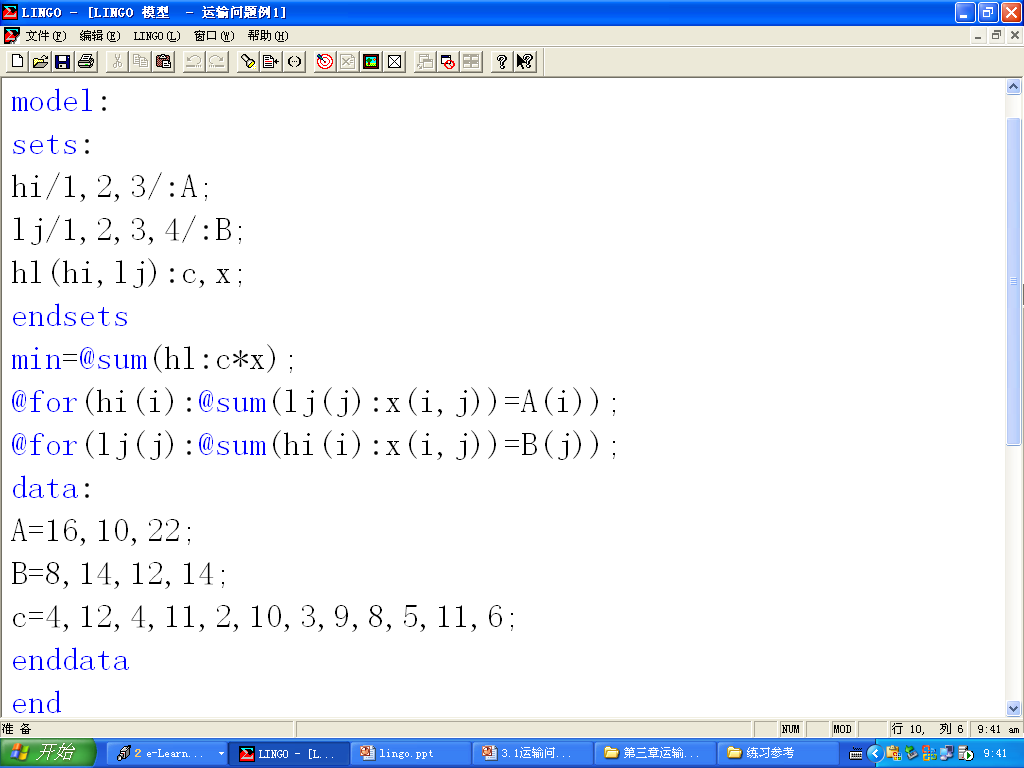 LINGO - [LINGO 模型 - 运输问题例1]
文件(F) 编辑(E) LINGO(L) 窗口(W) 帮助(H)
model:
sets:
hi/1,2,3/:A;
lj/1,2,3,4/:B;
hl(hi,lj):c,x;
endsets
min=@sum(hl:c*x);
@for(hi(i):@sum(lj(j):x(i,j))=A(i));
@for(lj(j):@sum(hi(i):x(i,j))=B(j));
data:
A=16,10,22;
B=8,14,12,14;
c=4,12,4,11,2,10,3,9,8,5,11,6;
enddata
end
准备 NUM MOD 行 10, 列 6 9:41 am
开始 2 e-Learn... LINGO - [L... lingo.ppt 3.1运输问... 第三章运输... 练习参考 9:41